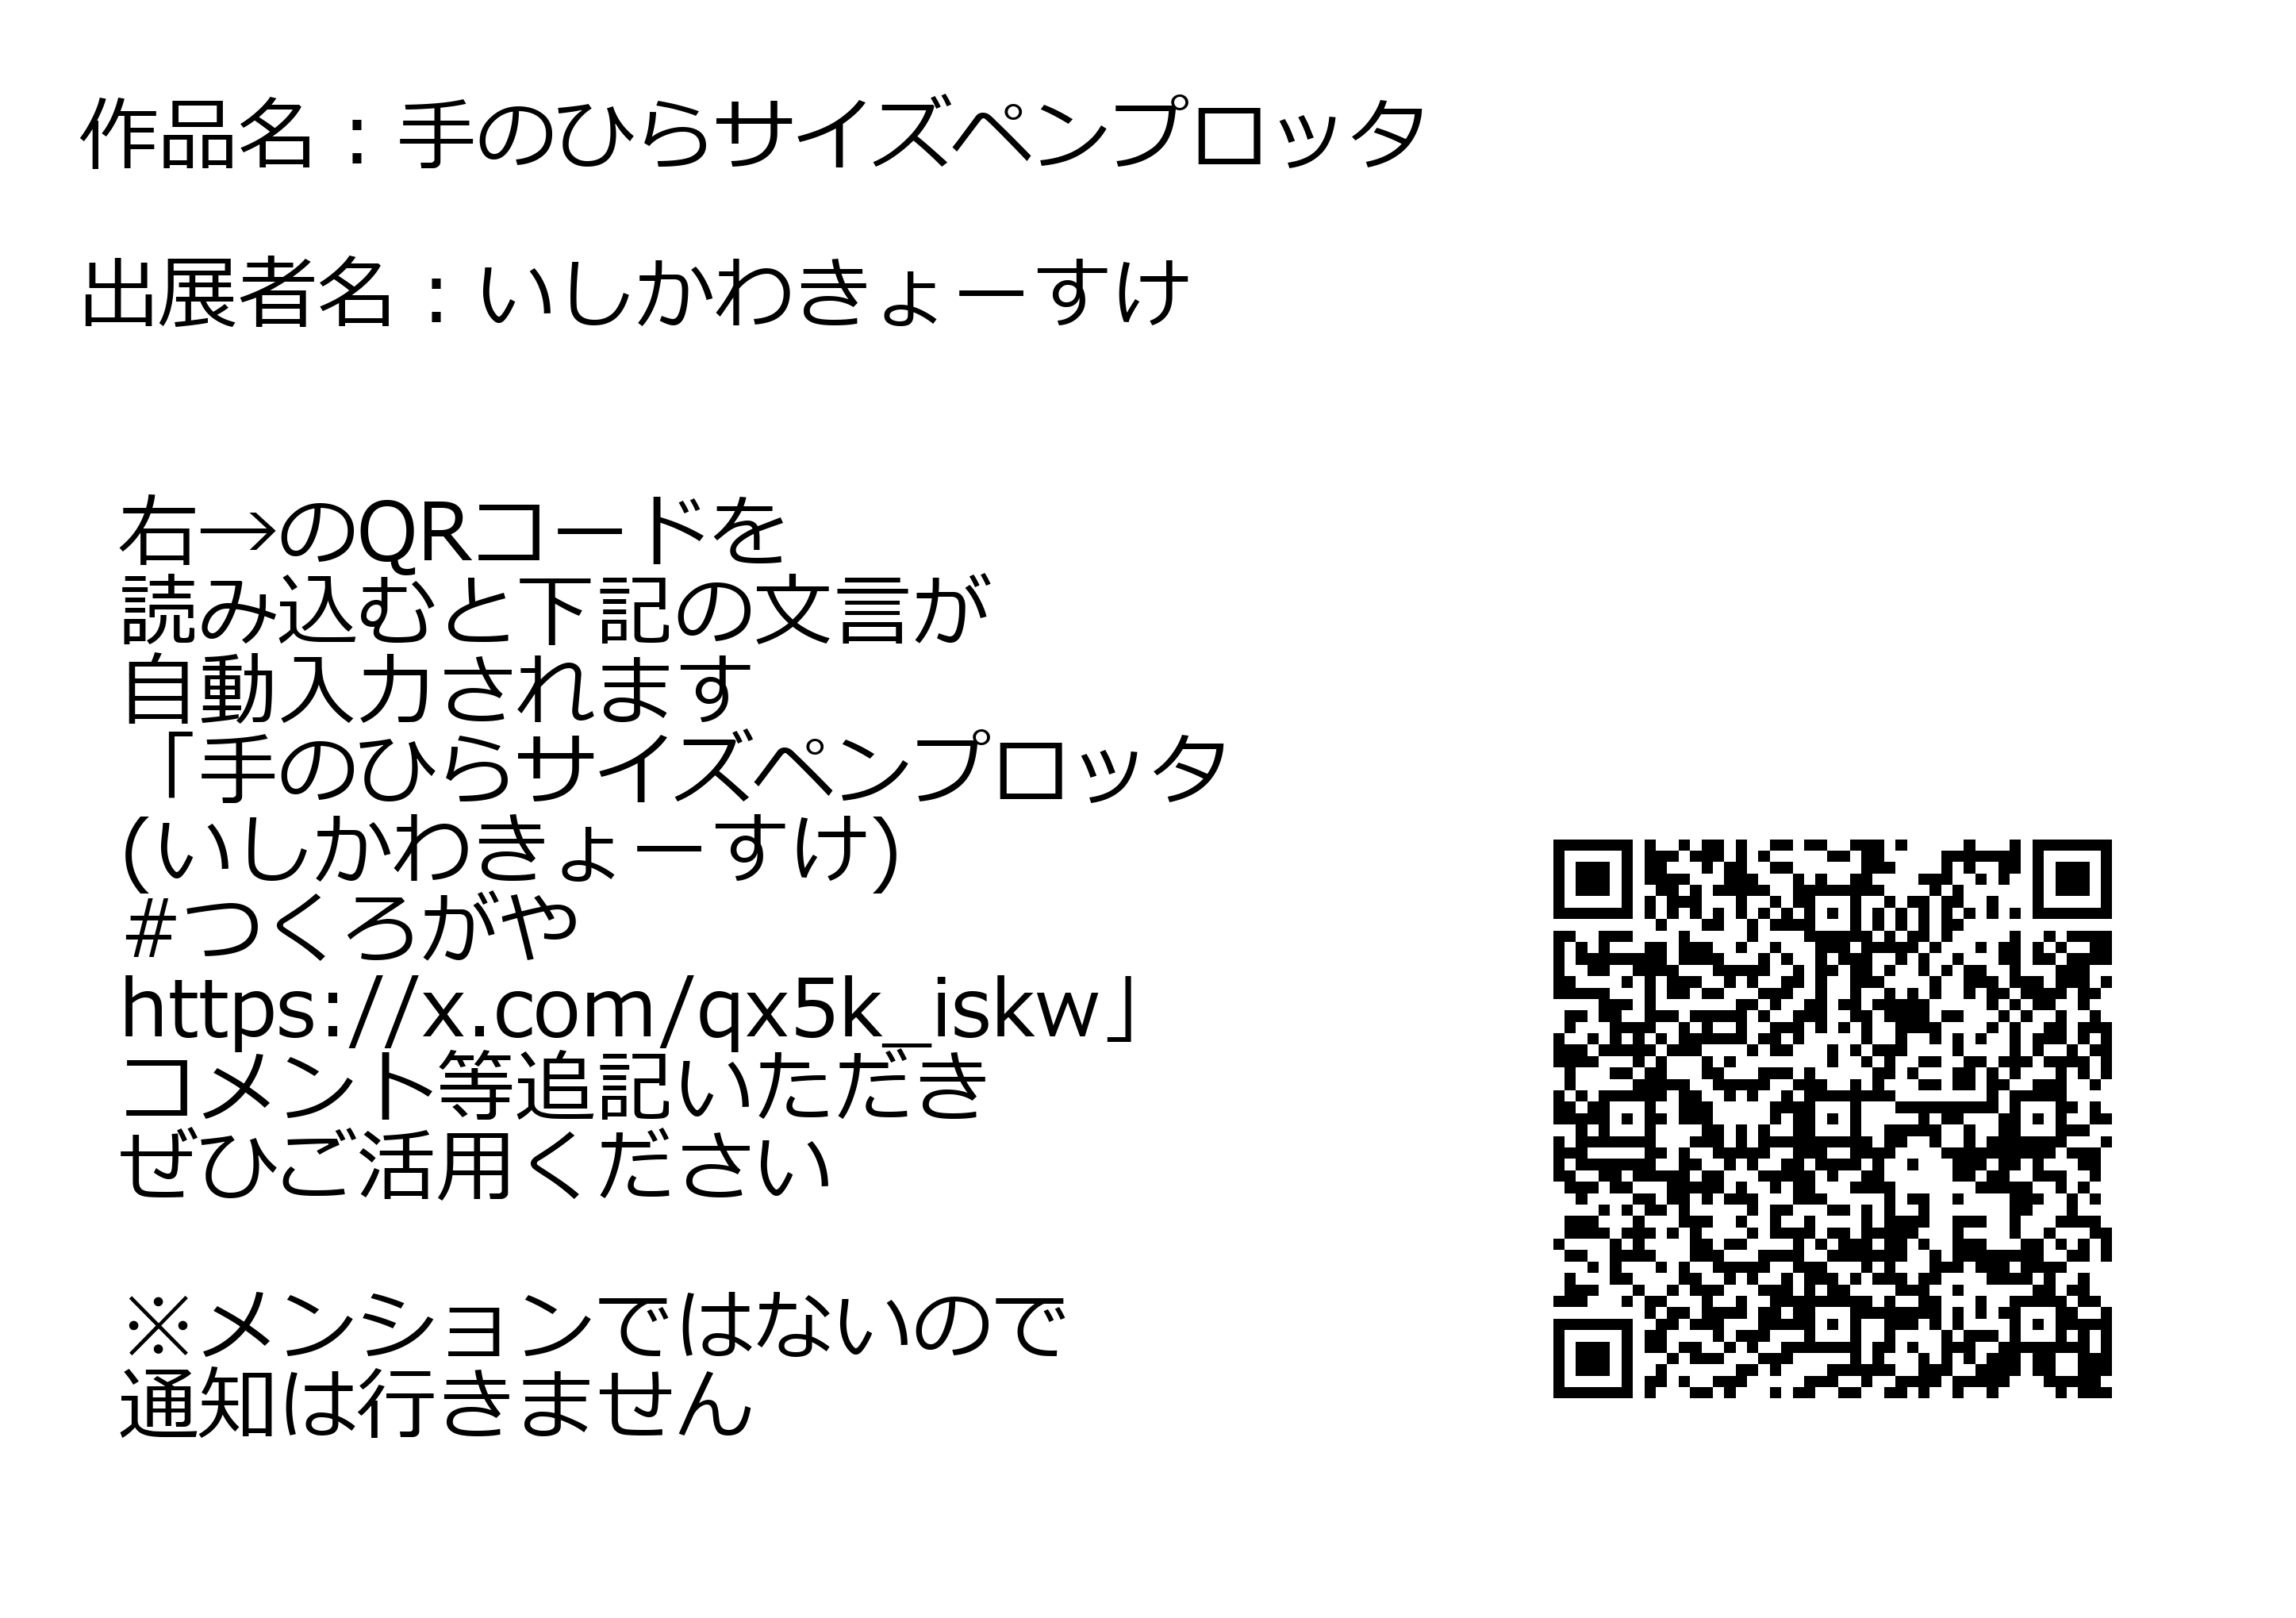 作品名：手のひらサイズペンプロッタ
出展者名：いしかわきょーすけ
右→のQRコードを
読み込むと下記の文言が
自動入力されます
「手のひらサイズペンプロッタ
(いしかわきょーすけ)
#つくろがや
https://x.com/qx5k_iskw」
コメント等追記いただき
ぜひご活用ください
※メンションではないので
通知は行きません